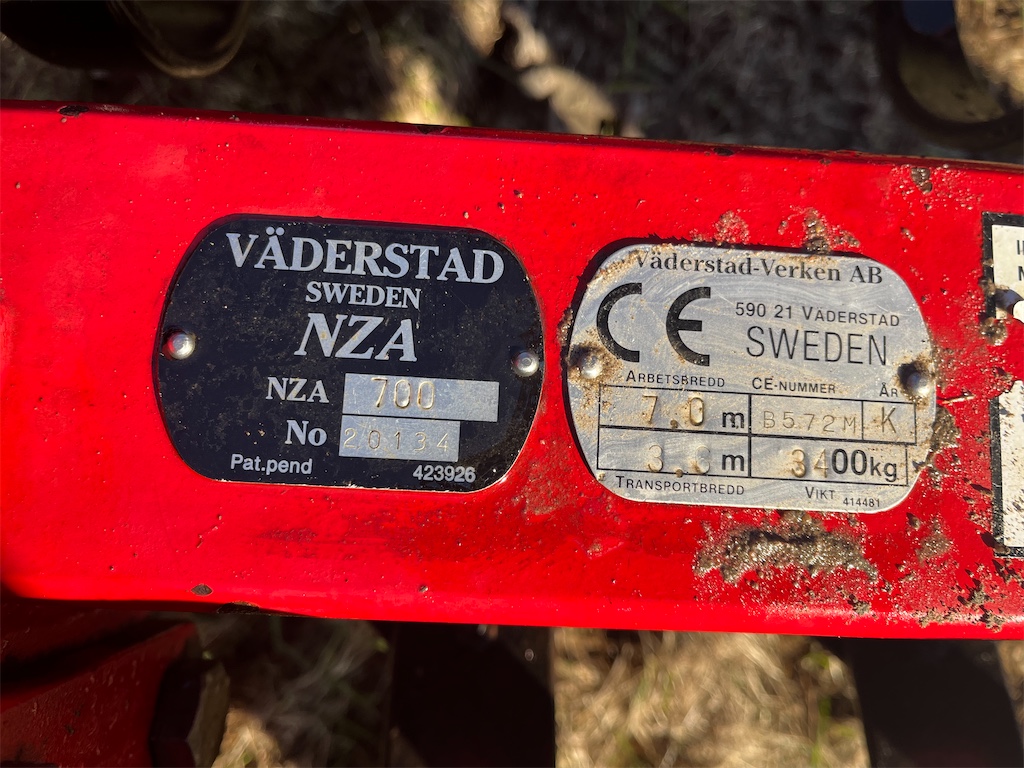 VÄDERSTAD
SWEDEN
NZA
NZA 700
No 20134
Pat.pend 423926
Väderstad-Verken AB
CE 590 21 VÄDERSTAD
SWEDEN
ARBETSBREDD CE-NUMMER ÅR
7.0 m B572M K
m 3400kg
TRANSPORTBREDD VIKT 414481